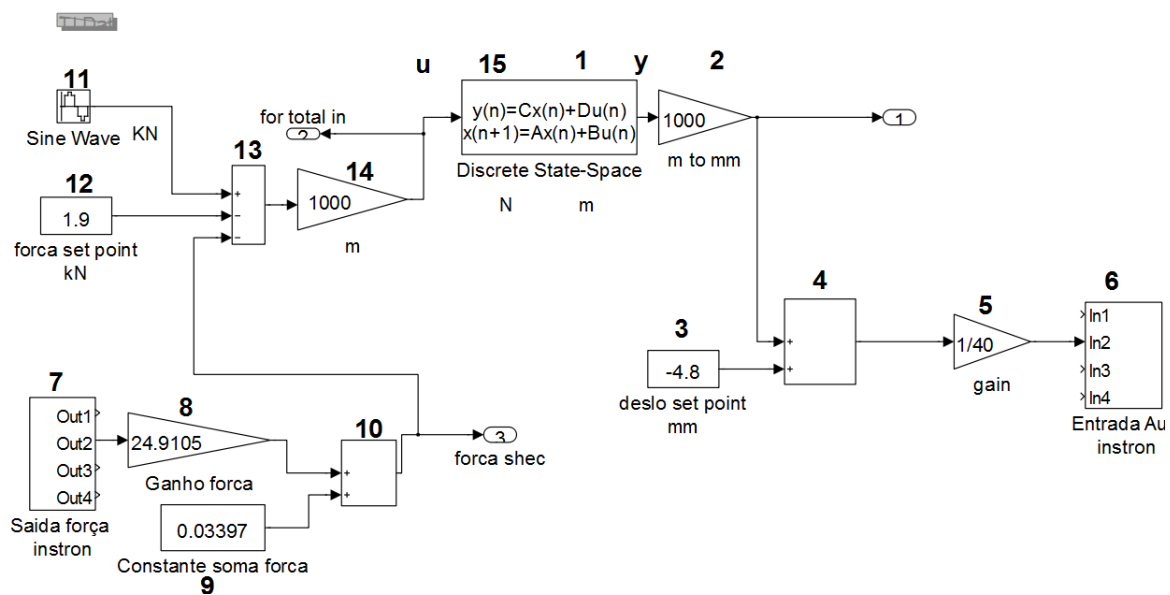 TI Data
11
Sine Wave
KN
12
1.9
forca set point
kN
13
+
−
−
for total in
2
14
1000
m
u
15
1
y
y(n)=Cx(n)+Du(n)
x(n+1)=Ax(n)+Bu(n)
Discrete State-Space
N
m
2
1000
m to mm
1
3
-4.8
deslo set point
mm
4
+
+
5
1/40
gain
6
In1
In2
In3
In4
Entrada Au
instron
7
Out1
Out2
Out3
Out4
Saida força
instron
8
24.9105
Ganho forca
0.03397
Constante soma forca
9
10
+
+
3
forca shec